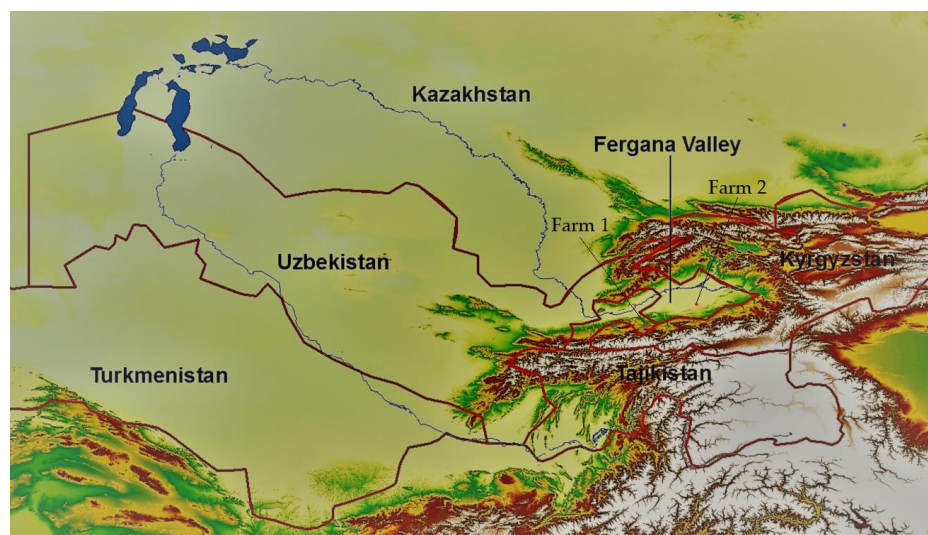 Kazakhstan
Fergana Valley
Farm 2
Farm 1
Uzbekistan
Kyrgyzstan
Turkmenistan
Tajikistan